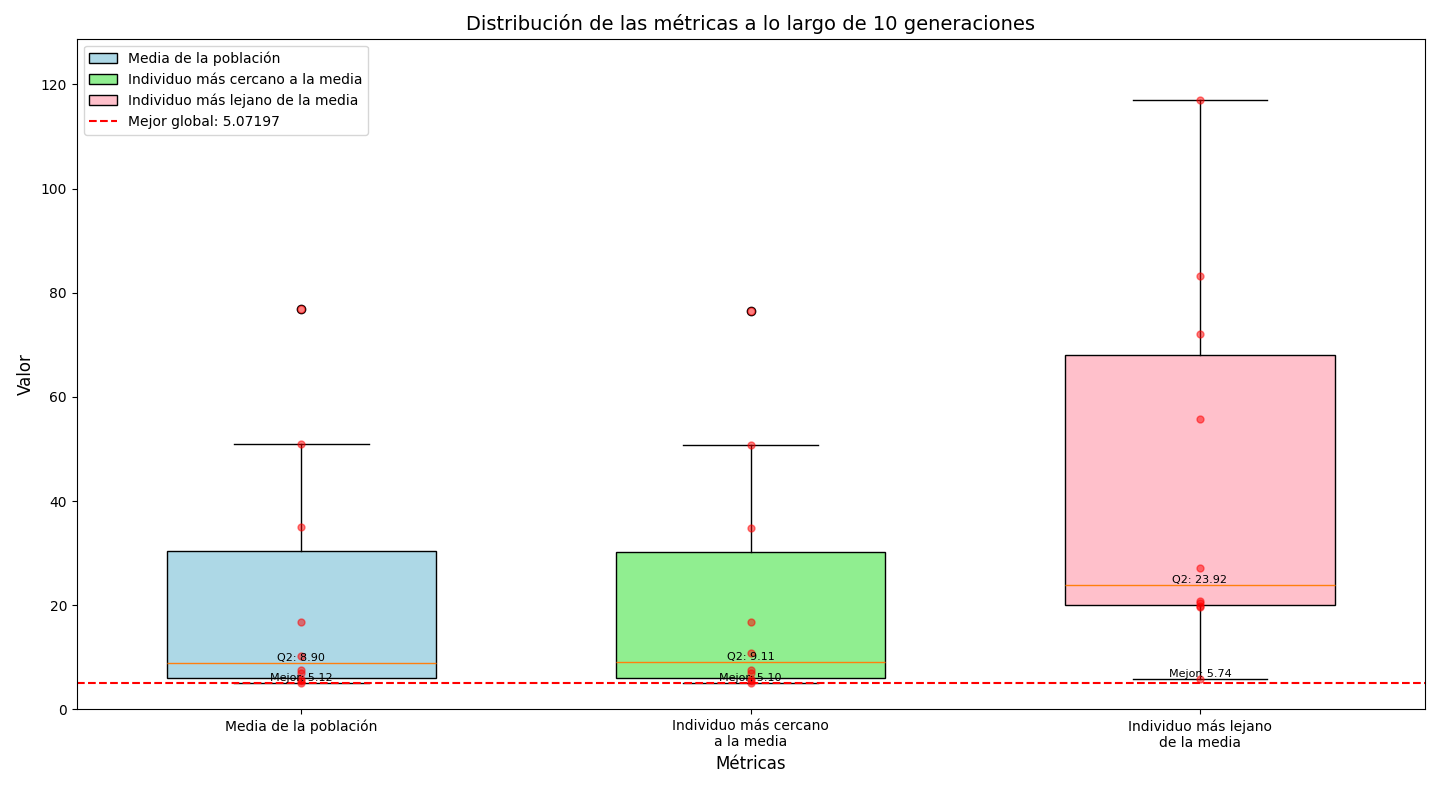 Distribución de las métricas a lo largo de 10 generaciones
Media de la población
Individuo más cercano a la media
Individuo más lejano de la media
Mejor global: 5.07197
Valor
120
100
80
60
40
20
0
Q2: 8.90
Mejor: 5.12
Q2: 9.11
Mejor: 5.10
Q2: 23.92
Mejor: 5.74
Media de la población
Individuo más cercano
a la media
Individuo más lejano
de la media
Métricas